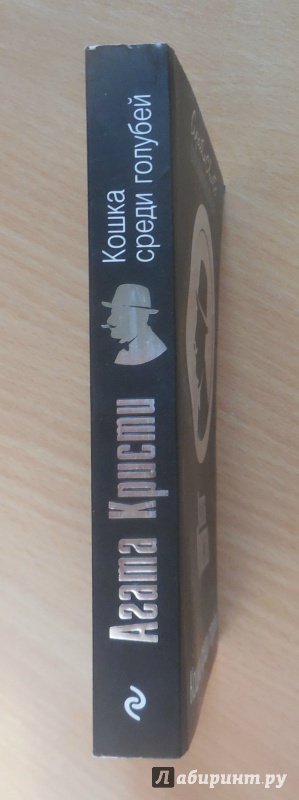 Агата Кристи
Кошка
среди голубей
Лабиринт.ру